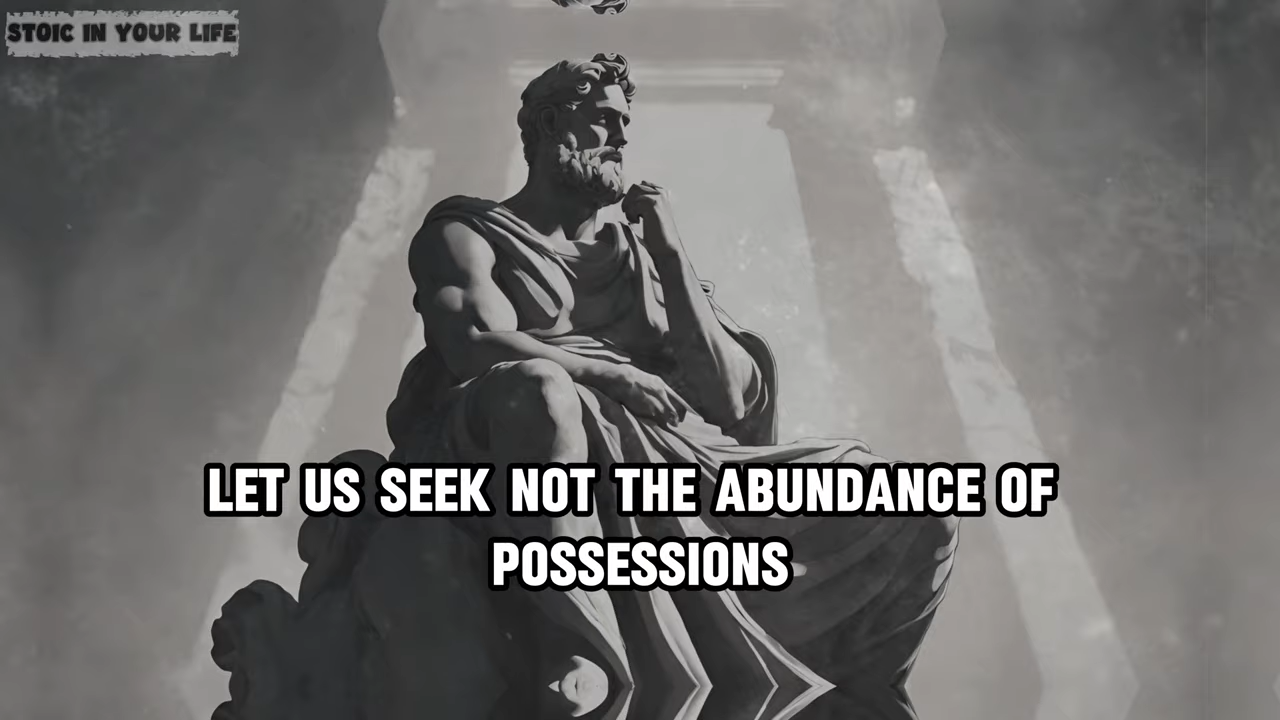 STOIC IN YOUR LIFE
LET US SEEK NOT THE ABUNDANCE OF
POSSESSIONS